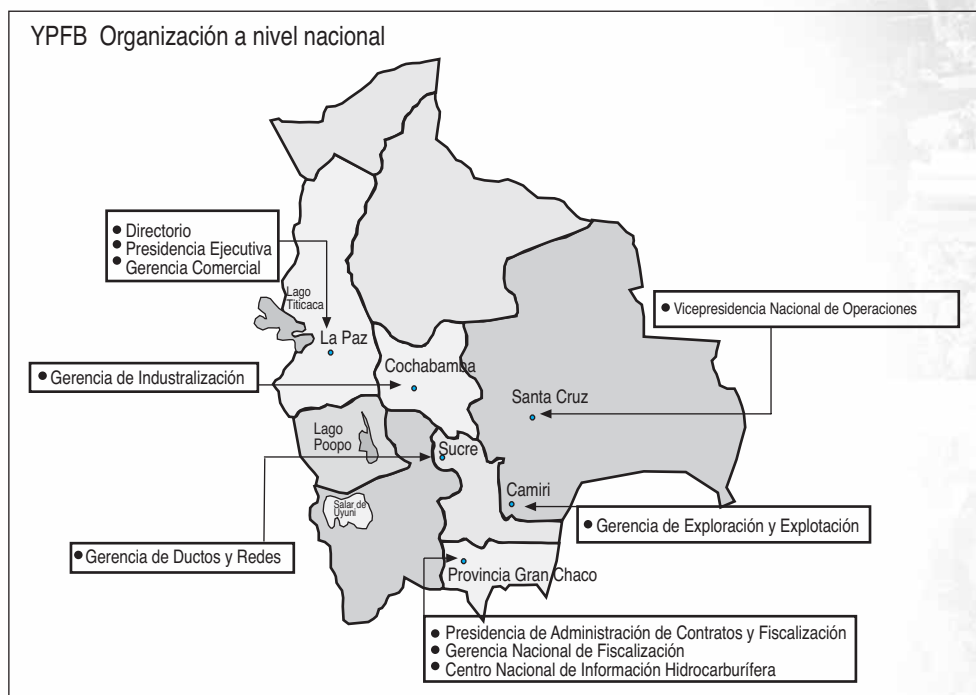 YPFB Organización a nivel nacional
● Directorio
● Presidencia Ejecutiva
● Gerencia Comercial
Lago
Titicaca
● Vicepresidencia Nacional de Operaciones
La Paz
Cochabamba
● Gerencia de Industralización
Santa Cruz
Lago
Poopo
Sucre
Camiri
Salar de
Uyuni
● Gerencia de Exploración y Explotación
● Gerencia de Ductos y Redes
Provincia Gran Chaco
● Presidencia de Administración de Contratos y Fiscalización
● Gerencia Nacional de Fiscalización
● Centro Nacional de Información Hidrocarburífera